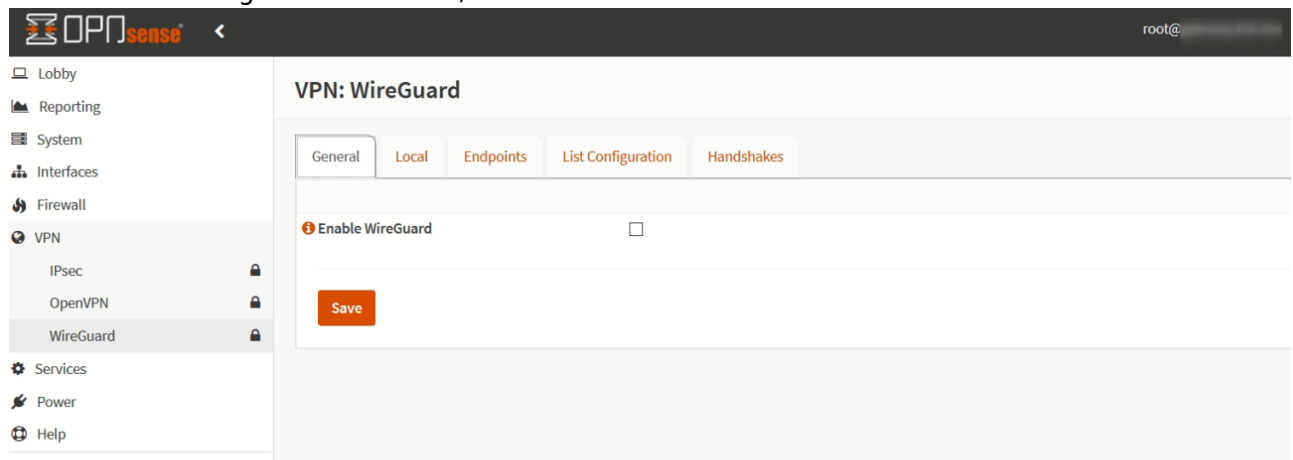 OPNsense
root@
Lobby
Reporting
System
Interfaces
Firewall
VPN
IPsec
OpenVPN
WireGuard
Services
Power
Help
VPN: WireGuard
General Local Endpoints List Configuration Handshakes
Enable WireGuard
Save